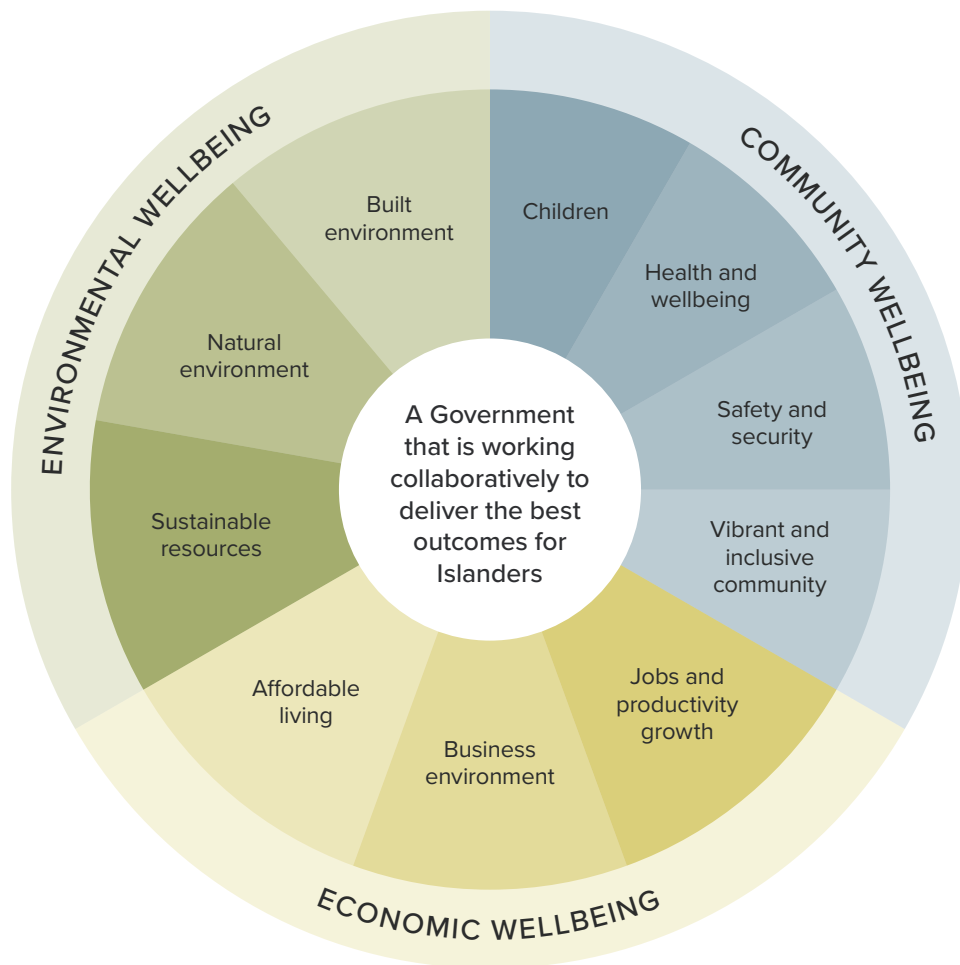 ENVIRONMENTAL WELLBEING
COMMUNITY WELLBEING
ECONOMIC WELLBEING
Built
environment
Children
Health and
wellbeing
Natural
environment
Safety and
security
Sustainable
resources
Vibrant and
inclusive
community
Affordable
living
Business
environment
Jobs and
productivity
growth
A Government
that is working
collaboratively to
deliver the best
outcomes for
Islanders